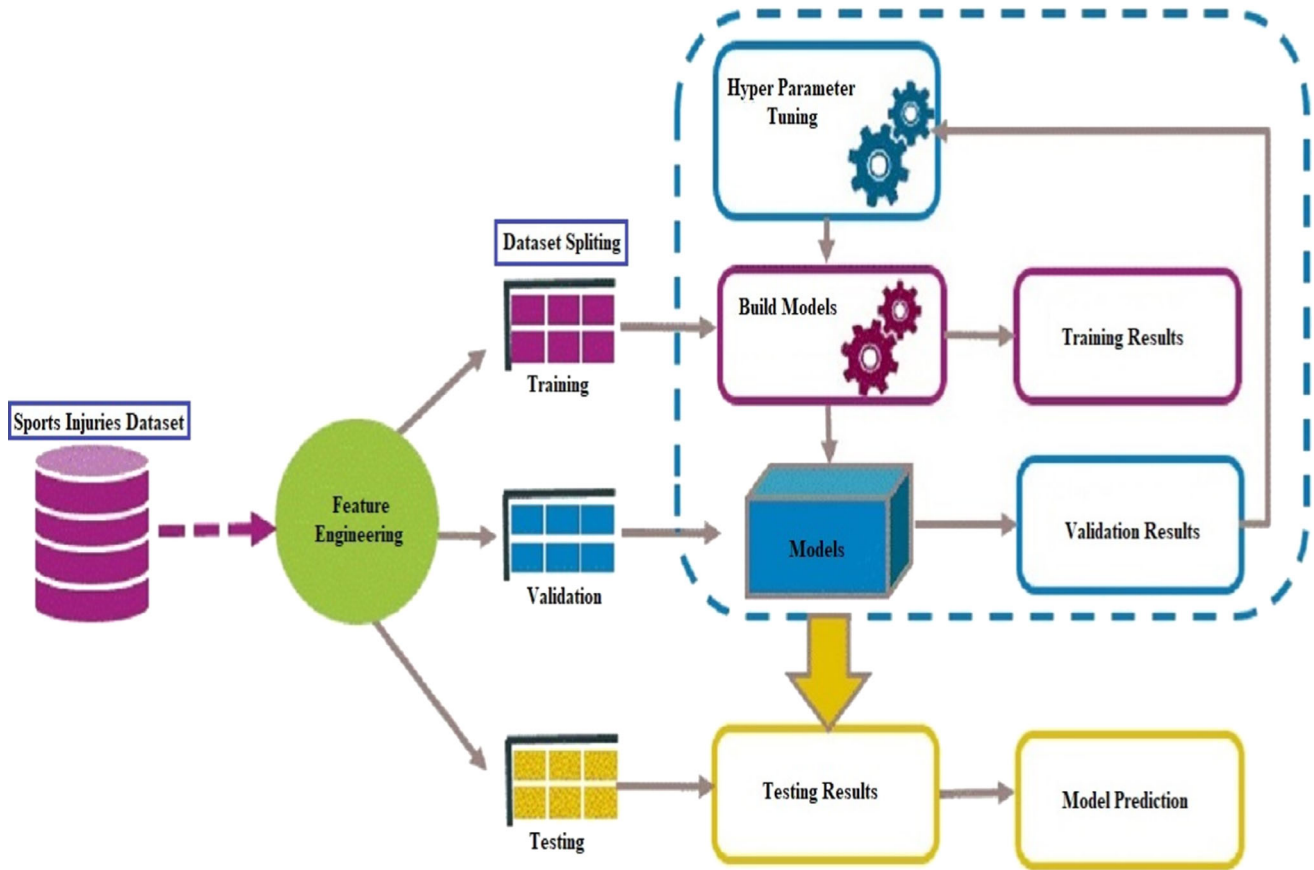 Hyper Parameter
Tuning
Dataset Spliting
Build Models
Training Results
Training
Sports Injuries Dataset
Feature
Engineering
Models
Validation Results
Validation
Testing Results
Model Prediction
Testing